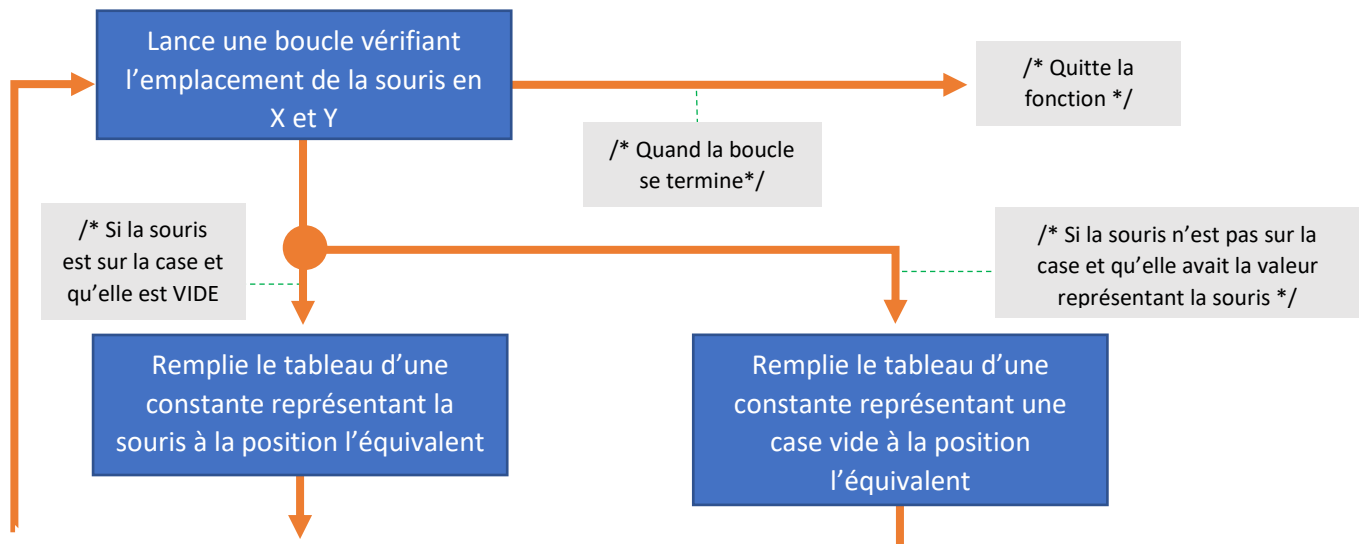 Lance une boucle vérifiant
l’emplacement de la souris en
X et Y
/* Quitte la
fonction */
/* Quand la boucle
se termine*/
/* Si la souris
est sur la case et
qu’elle est VIDE
/* Si la souris n’est pas sur la
case et qu’elle avait la valeur
représentant la souris */
Remplie le tableau d’une
constante représentant la
souris à la position l’équivalent
Remplie le tableau d’une
constante représentant une
case vide à la position
l’équivalent